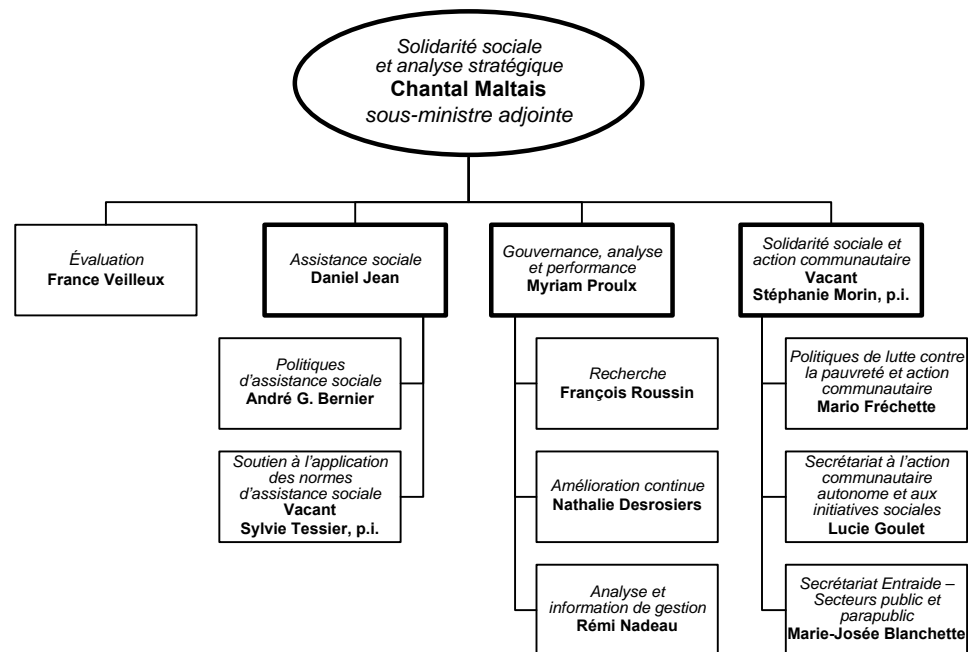 Solidarité sociale
et analyse stratégique
Chantal Maltais
sous-ministre adjointe
Évaluation
France Veilleux
Assistance sociale
Daniel Jean
Gouvernance, analyse
et performance
Myriam Proulx
Solidarité sociale et
action communautaire
Vacant
Stéphanie Morin, p.i.
Politiques
d’assistance sociale
André G. Bernier
Soutien à l’application
des normes
d’assistance sociale
Vacant
Sylvie Tessier, p.i.
Recherche
François Roussin
Amélioration continue
Nathalie Desrosiers
Analyse et
information de gestion
Rémi Nadeau
Politiques de lutte contre
la pauvreté et action
communautaire
Mario Fréchette
Secrétariat à l’action
communautaire
autonome et aux
initiatives sociales
Lucie Goulet
Secrétariat Entraide –
Secteurs public et
parapublic
Marie-Josée Blanchette